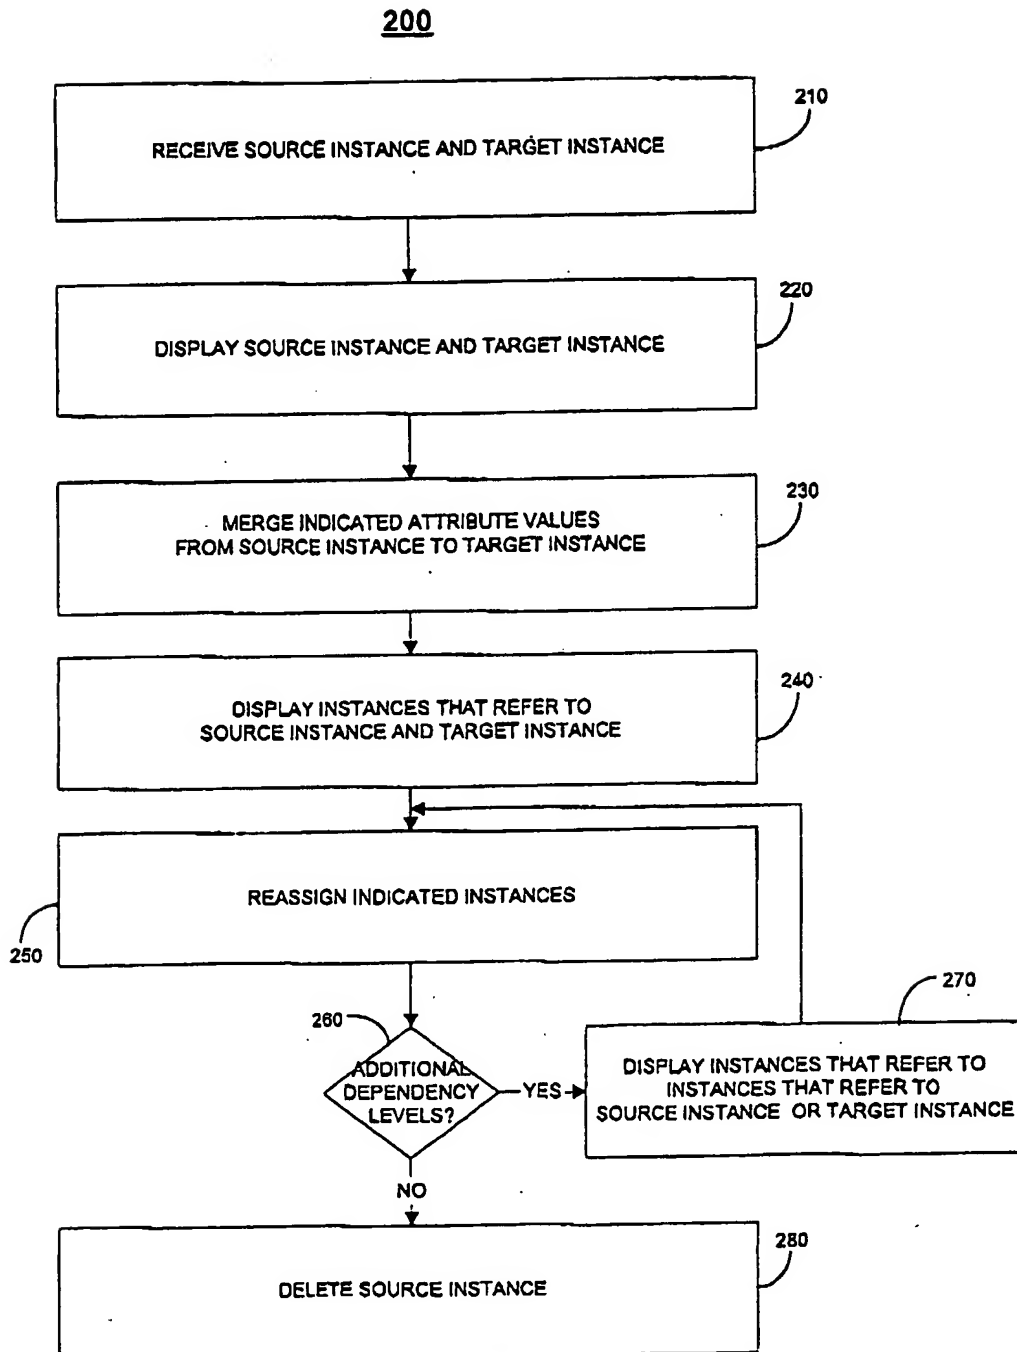 200
210
RECEIVE SOURCE INSTANCE AND TARGET INSTANCE
220
DISPLAY SOURCE INSTANCE AND TARGET INSTANCE
230
MERGE INDICATED ATTRIBUTE VALUES
FROM SOURCE INSTANCE TO TARGET INSTANCE
240
DISPLAY INSTANCES THAT REFER TO
SOURCE INSTANCE AND TARGET INSTANCE
REASSIGN INDICATED INSTANCES
250
260
ADDITIONAL
DEPENDENCY
LEVELS?
YES
270
DISPLAY INSTANCES THAT REFER TO
INSTANCES THAT REFER TO
SOURCE INSTANCE OR TARGET INSTANCE
NO
280
DELETE SOURCE INSTANCE